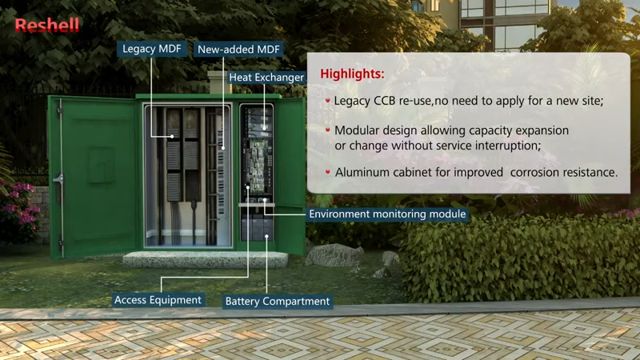 Reshell
Legacy MDF
New-added MDF
Heat Exchanger
Highlights:
Legacy CCB re-use,no need to apply for a new site;
Modular design allowing capacity expansion
or change without service interruption;
Aluminum cabinet for improved corrosion resistance.
Environment monitoring module
Access Equipment
Battery Compartment